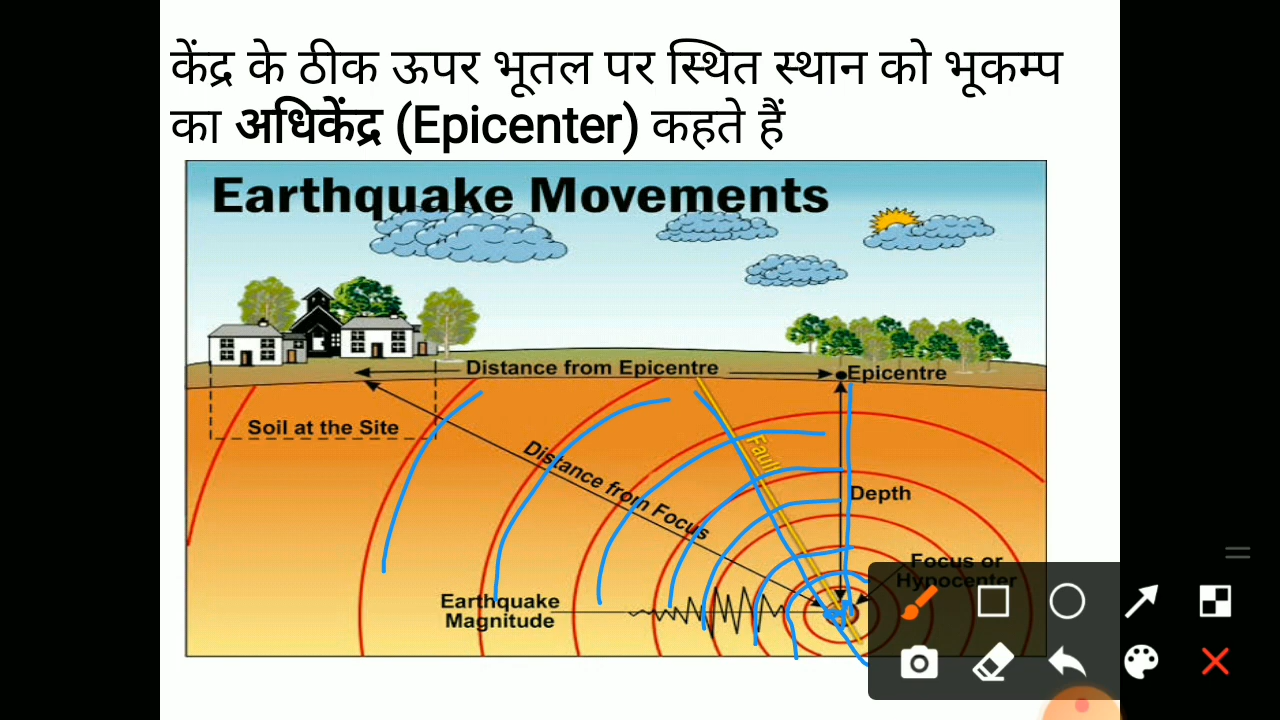 केंद्र के ठीक ऊपर भूतल पर स्थित स्थान को भूकम्प
का अधिकेंद्र (Epicenter) कहते हैं
Earthquake Movements
Distance from Epicentre
Epicentre
Soil at the Site
Distance from Focus
Fault
Depth
Focus or
Hypocenter
Earthquake
Magnitude